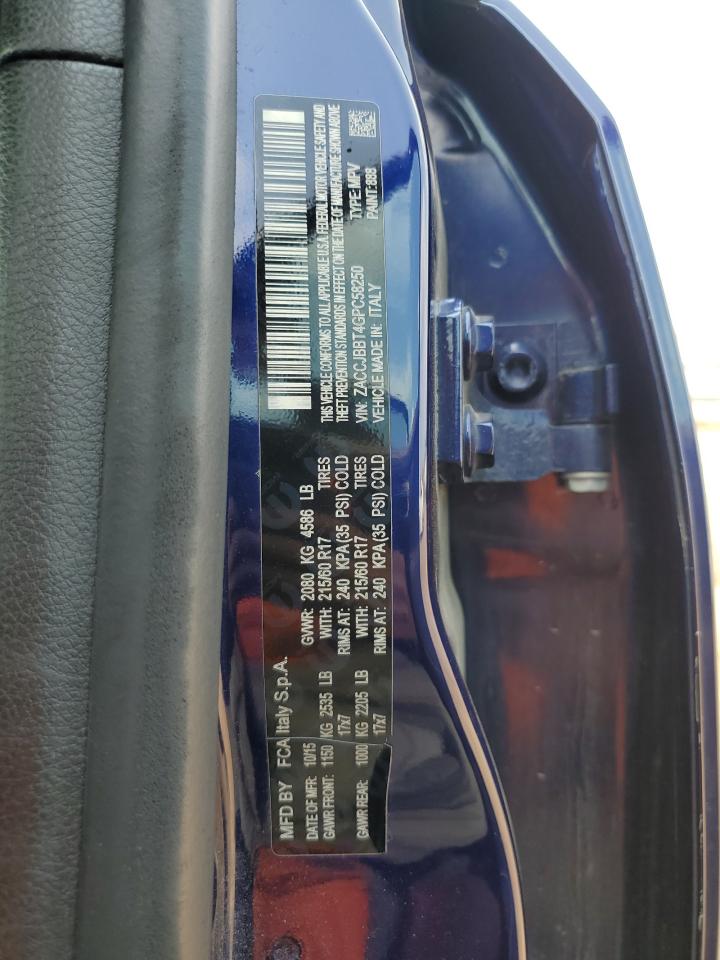 MFD BY FCA Italy S.p.A.
DATE OF MFR: 10/15 GVWR: 2080 KG 4586 LB
GAWR FRONT: 1150 KG 2535 LB WITH: 215/60 R17 TIRES
17x7 RIMS AT: 240 KPA(35 PSI) COLD
GAWR REAR: 1000 KG 2205 LB WITH: 215/60 R17 TIRES
17x7 RIMS AT: 240 KPA(35 PSI) COLD
THIS VEHICLE CONFORMS TO ALL APPLICABLE U.S.A. FEDERAL MOTOR VEHICLE SAFETY AND
THEFT PREVENTION STANDARDS IN EFFECT ON THE DATE OF MANUFACTURE SHOWN ABOVE
VIN: ZACCJBBT4GPC58250 TYPE: MPV
VEHICLE MADE IN: ITALY PAINT: 888